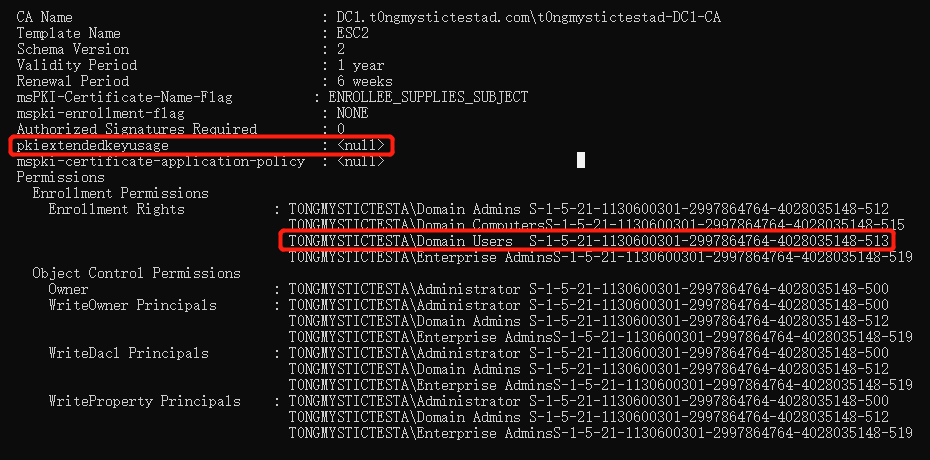 CA Name : DC1.t0ngmystictestad.com\t0ngmystictestad-DC1-CA
Template Name : ESC2
Schema Version : 2
Validity Period : 1 year
Renewal Period : 6 weeks
msPKI-Certificate-Name-Flag : ENROLLEE_SUPPLIES_SUBJECT
mspki-enrollment-flag : NONE
Authorized Signatures Required : 0
pkiextendedkeyusage : <null>
mspki-certificate-application-policy : <null>
Permissions
Enrollment Permissions
Enrollment Rights : TONGMYSTICTESTA\Domain Admins S-1-5-21-1130600301-2997864764-4028035148-512
TONGMYSTICTESTA\Domain ComputersS-1-5-21-1130600301-2997864764-4028035148-515
TONGMYSTICTESTA\Domain Users S-1-5-21-1130600301-2997864764-4028035148-513
TONGMYSTICTESTA\Enterprise AdminsS-1-5-21-1130600301-2997864764-4028035148-519
Object Control Permissions
Owner : TONGMYSTICTESTA\Administrator S-1-5-21-1130600301-2997864764-4028035148-500
WriteOwner Principals : TONGMYSTICTESTA\Administrator S-1-5-21-1130600301-2997864764-4028035148-500
TONGMYSTICTESTA\Domain Admins S-1-5-21-1130600301-2997864764-4028035148-512
TONGMYSTICTESTA\Enterprise AdminsS-1-5-21-1130600301-2997864764-4028035148-519
WriteDacl Principals : TONGMYSTICTESTA\Administrator S-1-5-21-1130600301-2997864764-4028035148-500
TONGMYSTICTESTA\Domain Admins S-1-5-21-1130600301-2997864764-4028035148-512
TONGMYSTICTESTA\Enterprise AdminsS-1-5-21-1130600301-2997864764-4028035148-519
WriteProperty Principals : TONGMYSTICTESTA\Administrator S-1-5-21-1130600301-2997864764-4028035148-500
TONGMYSTICTESTA\Domain Admins S-1-5-21-1130600301-2997864764-4028035148-512
TONGMYSTICTESTA\Enterprise AdminsS-1-5-21-1130600301-2997864764-4028035148-519